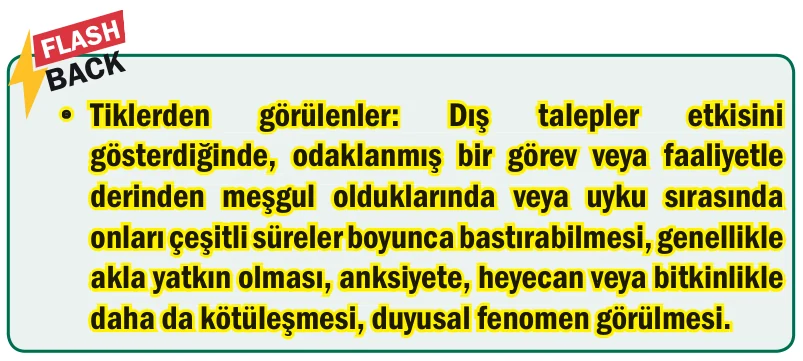 FLASH
BACK
• Tiklerden görülenler: Dış talepler etkisini
gösterdiğinde, odaklanmış bir görev veya faaliyetle
derinden meşgul olduklarında veya uyku sırasında
onları çeşitli süreler boyunca bastırabilmesi, genellikle
akla yatkın olması, anksiyete, heyecan veya bitkinlikle
daha da kötüleşmesi, duyusal fenomen görülmesi.